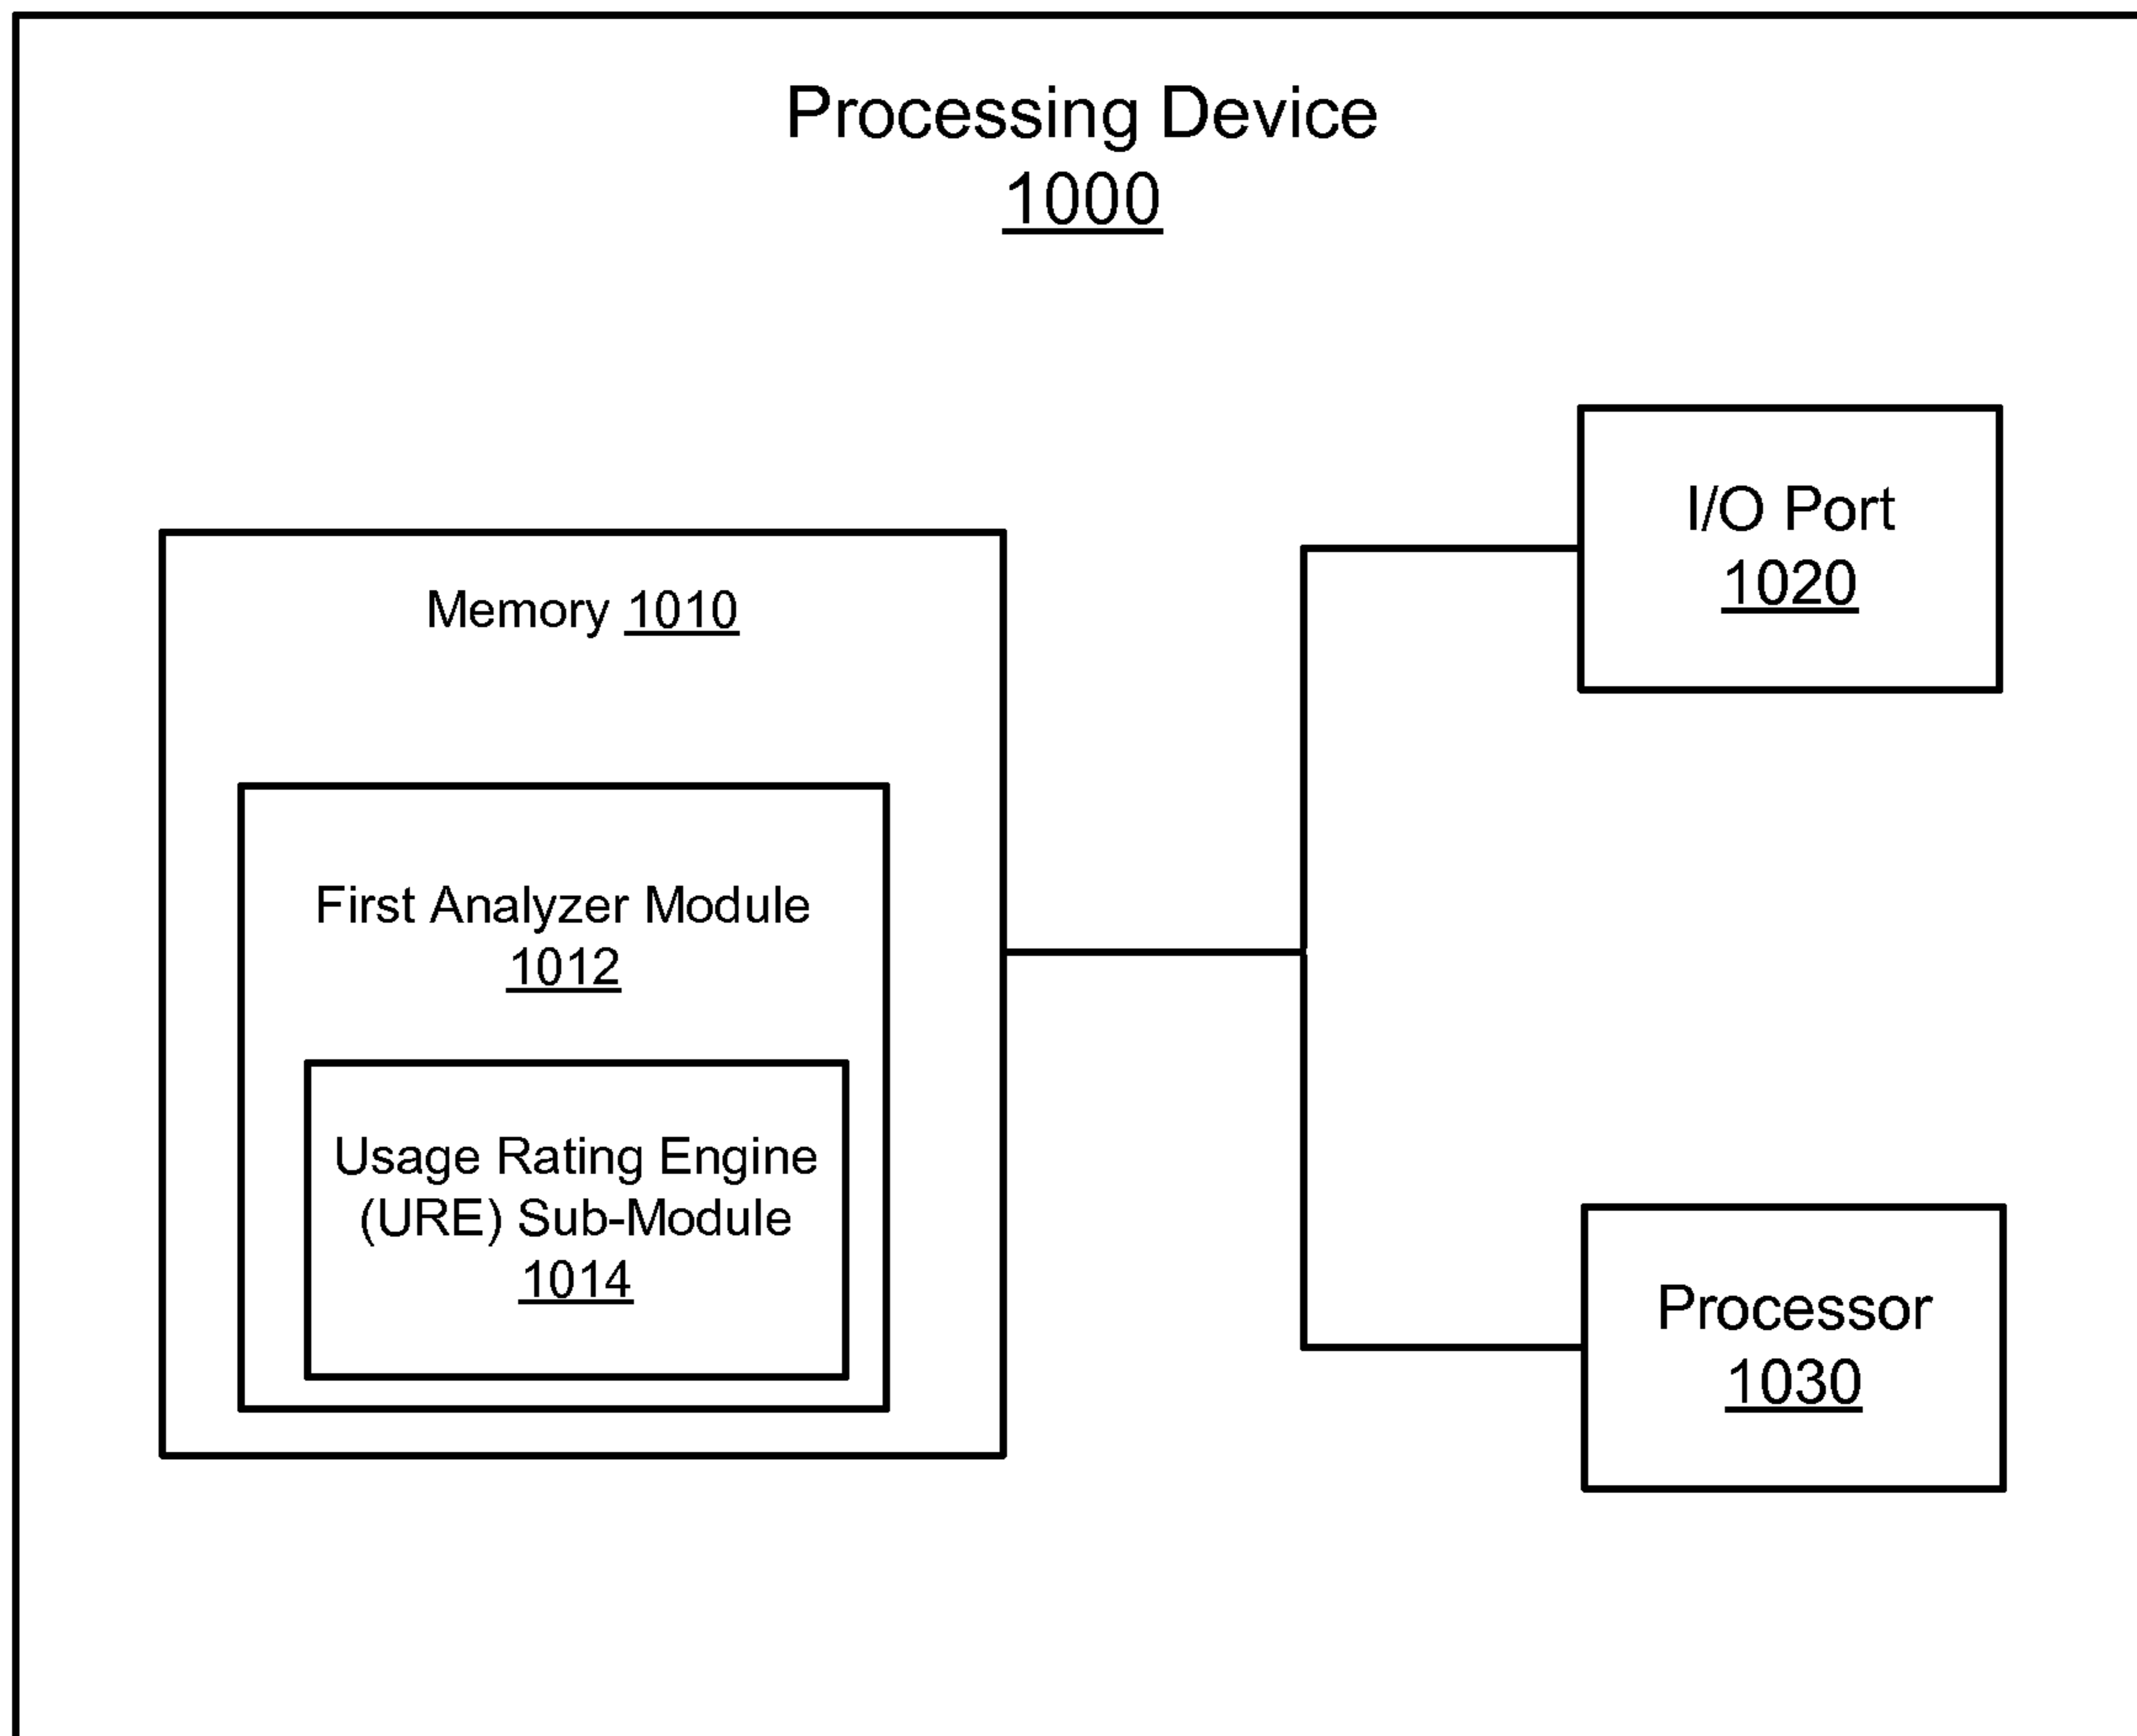 Processing Device
1000
I/O Port
1020
Memory 1010
First Analyzer Module
1012
Usage Rating Engine
(URE) Sub-Module
1014
Processor
1030